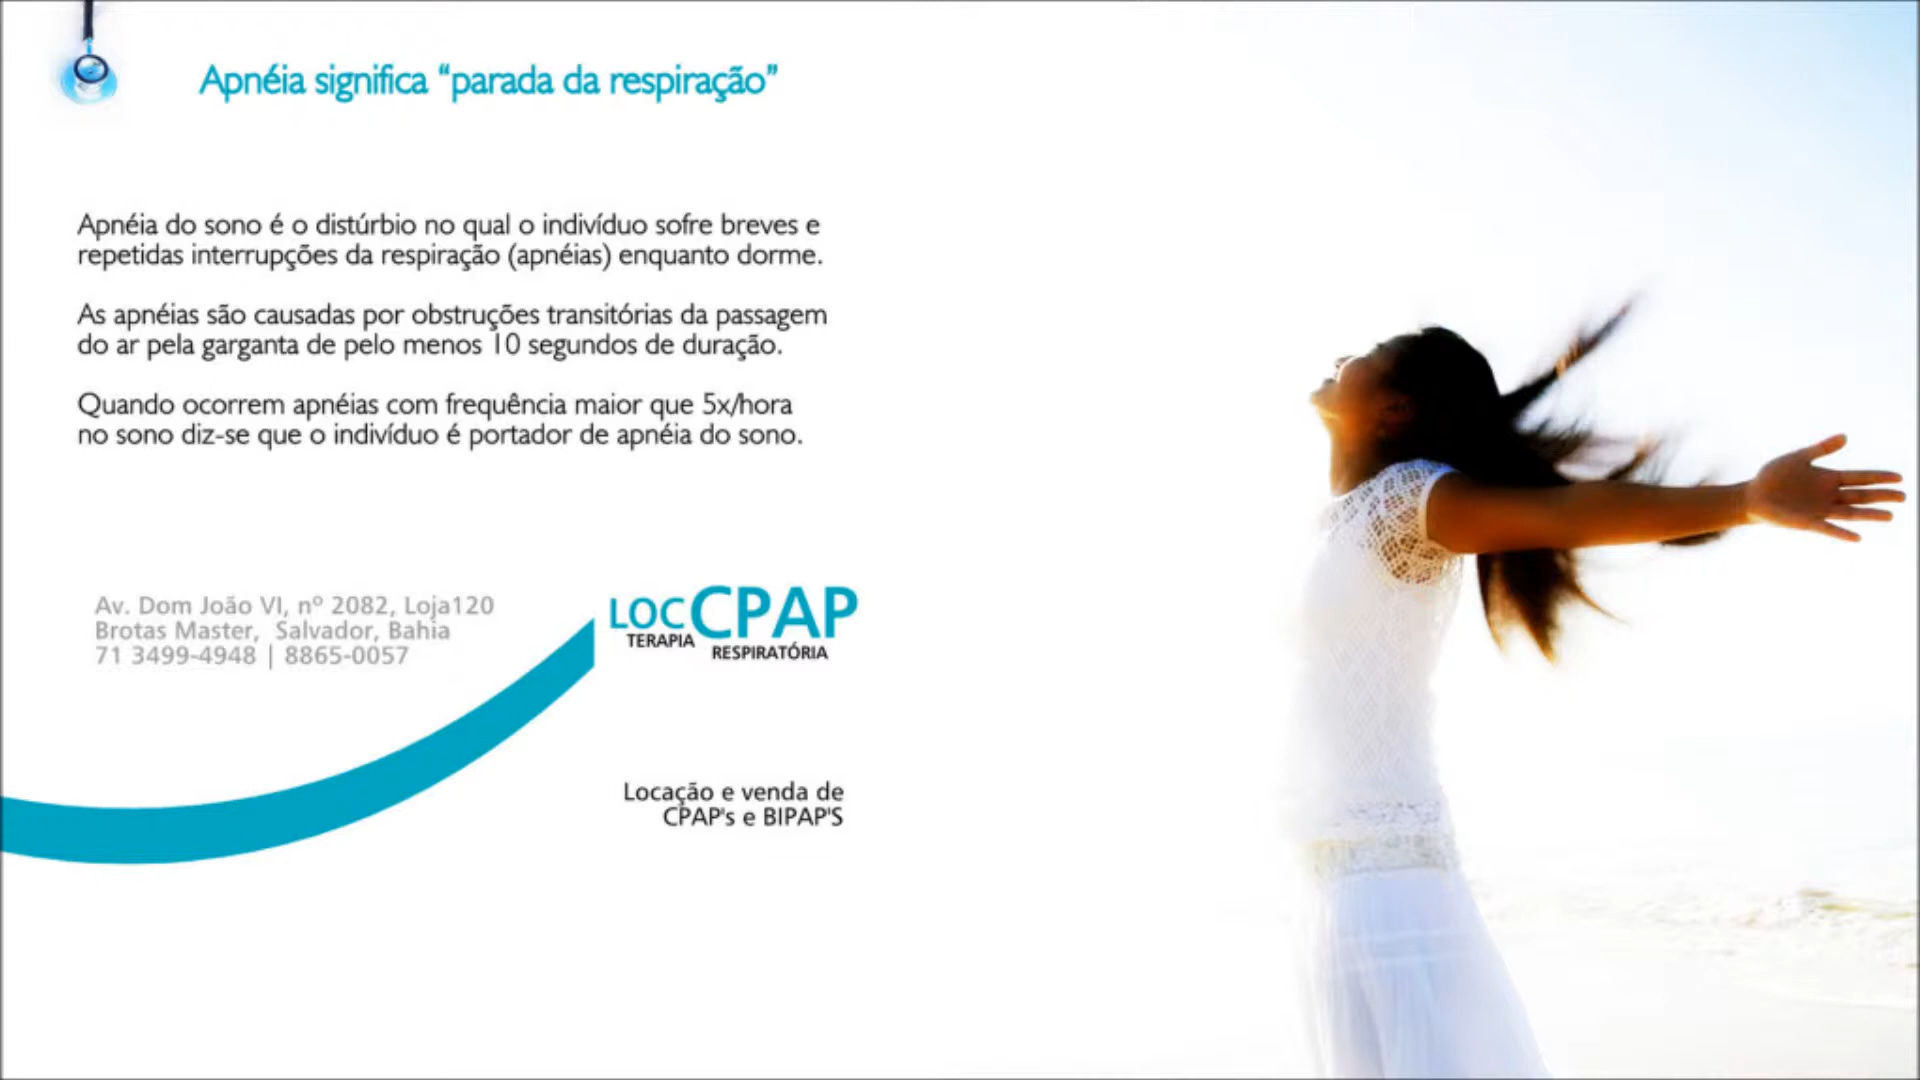 Apnéia significa “parada da respiração”
Apnéia do sono é o distúrbio no qual o indivíduo sofre breves e
repetidas interrupções da respiração (apnéias) enquanto dorme.
As apnéias são causadas por obstruções transitórias da passagem
do ar pela garganta de pelo menos 10 segundos de duração.
Quando ocorrem apnéias com frequência maior que 5x/hora
no sono diz-se que o indivíduo é portador de apnéia do sono.
Av. Dom João VI, nº 2082, Loja120
Brotas Master, Salvador, Bahia
71 3499-4948 | 8865-0057
LOC CPAP
TERAPIA
RESPIRATÓRIA
Locação e venda de
CPAP's e BIPAP'S